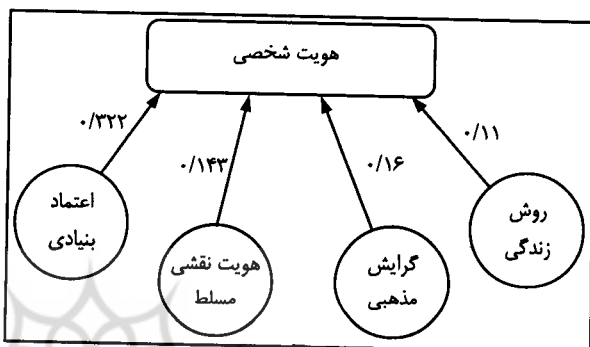 هویت شخصی
۰/۳۲۲
۰/۱۴۳
۰/۱۶
۰/۱۱
اعتماد
بنیادی
هویت نقشی
مسلط
گرایش
مذهبی
روش
زندگی